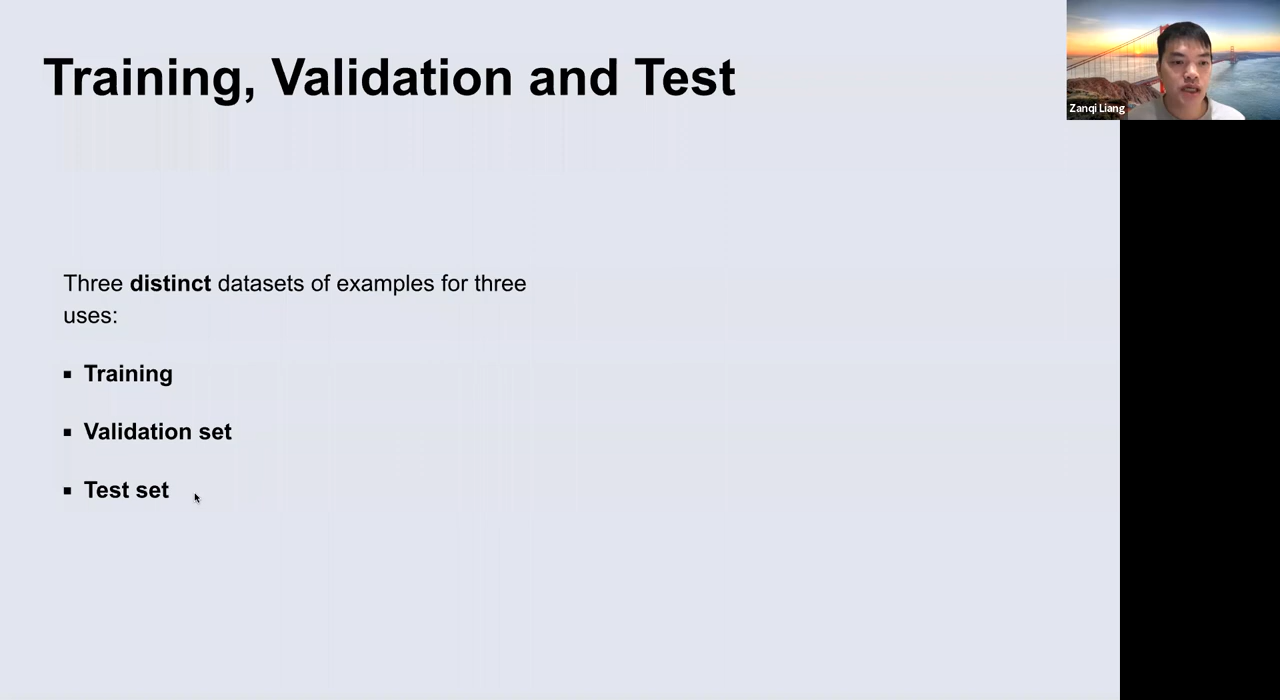 Training, Validation and Test
Zanqi Liang
Three distinct datasets of examples for three
uses:
▪ Training
▪ Validation set
▪ Test set